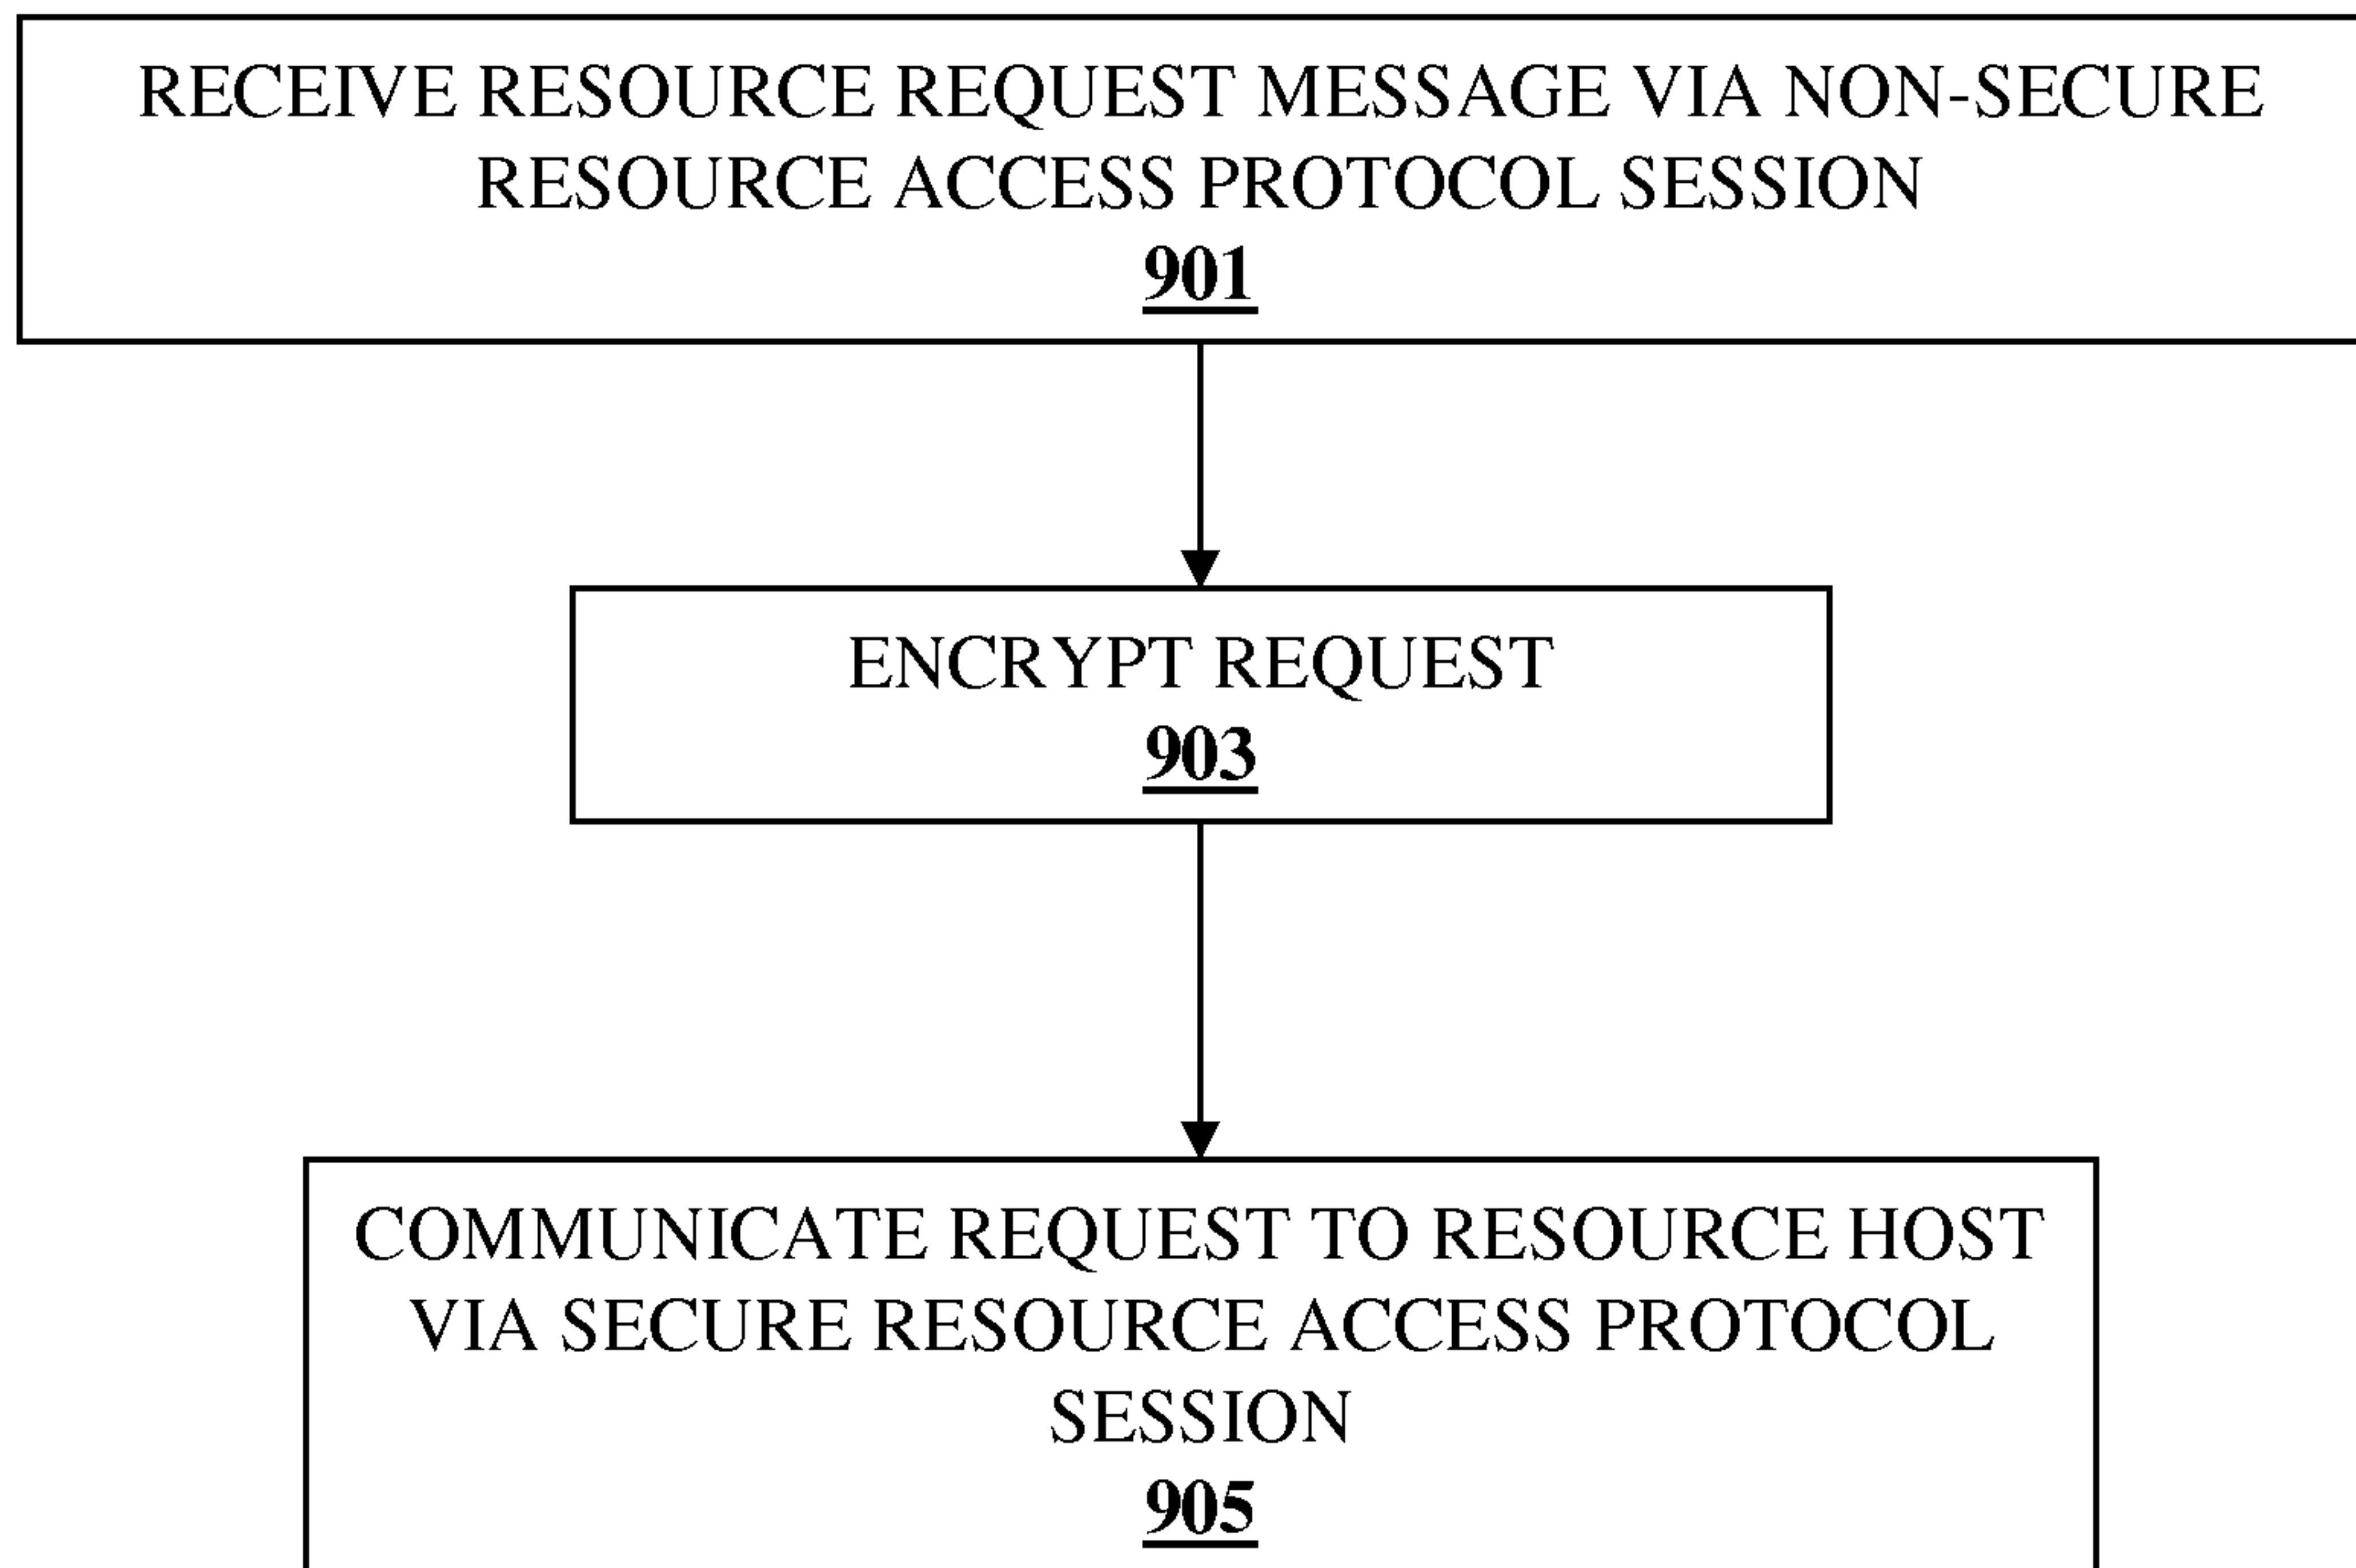 RECEIVE RESOURCE REQUEST MESSAGE VIA NON-SECURE
RESOURCE ACCESS PROTOCOL SESSION
901
ENCRYPT REQUEST
903
COMMUNICATE REQUEST TO RESOURCE HOST
VIA SECURE RESOURCE ACCESS PROTOCOL
SESSION
905